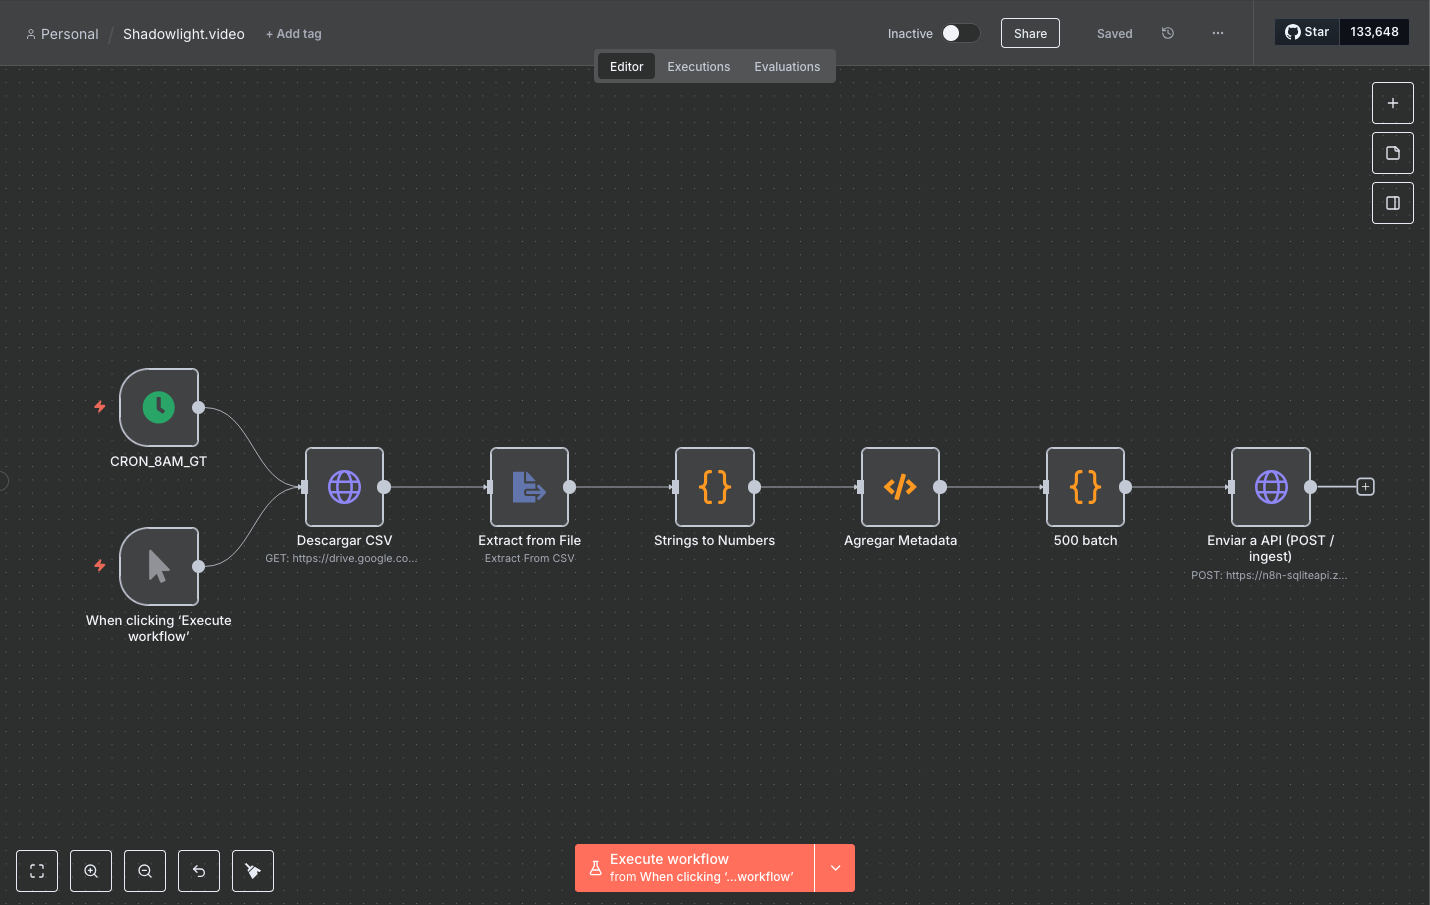 Personal / Shadowlight.video + Add tag
Inactive
Share
Saved
...
Star 133,648
Editor Executions Evaluations
CRON_8AM_GT
When clicking ‘Execute
workflow’
Descargar CSV
GET: https://drive.google.co...
Extract from File
Extract From CSV
Strings to Numbers
Agregar Metadata
500 batch
Enviar a API (POST /
ingest)
POST: https://n8n-sqliteapi.z...
Execute workflow
from When clicking ‘...workflow’